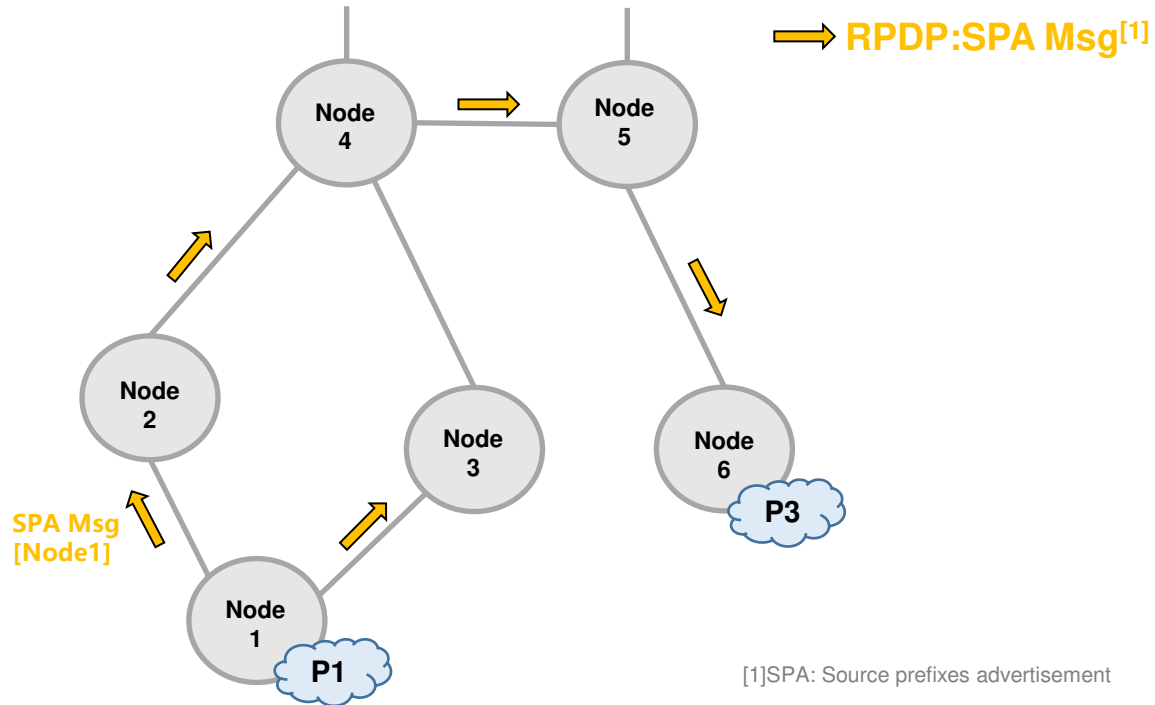 RPDP:SPA Msg[1]
Node
4
Node
5
Node
2
Node
3
Node
6
P3
SPA Msg
[Node1]
Node
1
P1
[1]SPA: Source prefixes advertisement